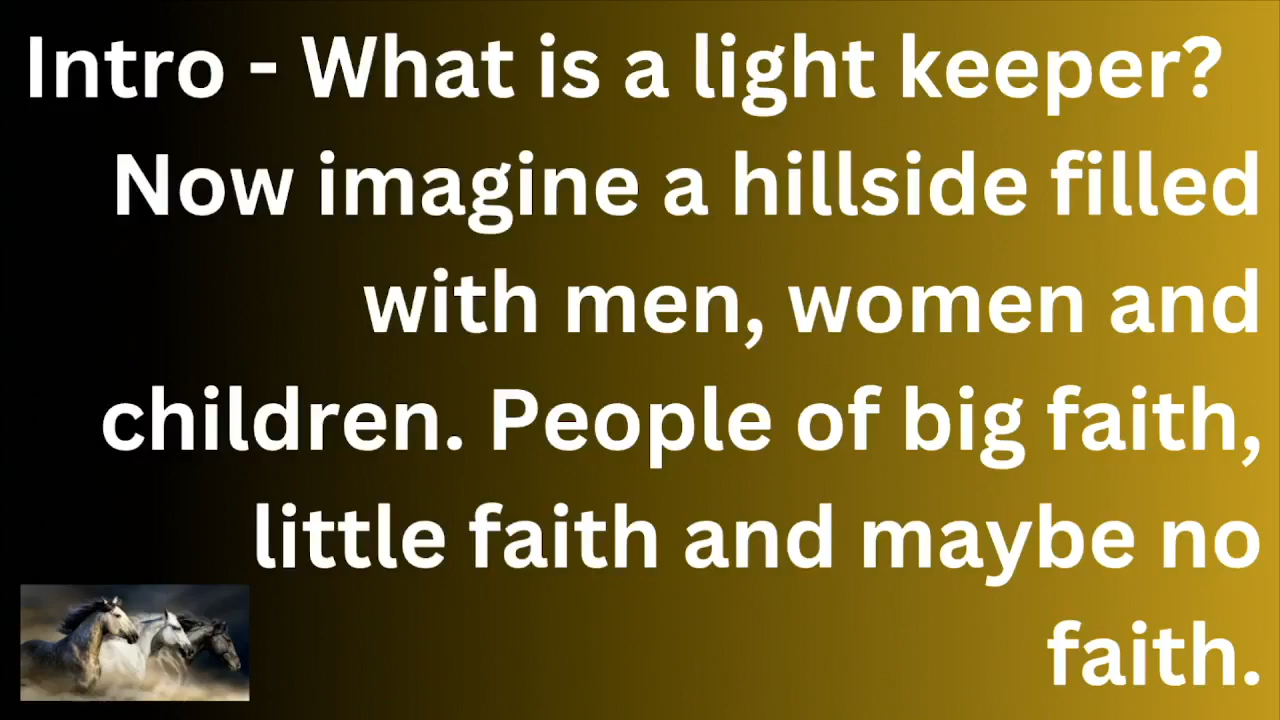 Intro - What is a light keeper?
Now imagine a hillside filled
with men, women and
children. People of big faith,
little faith and maybe no
faith.